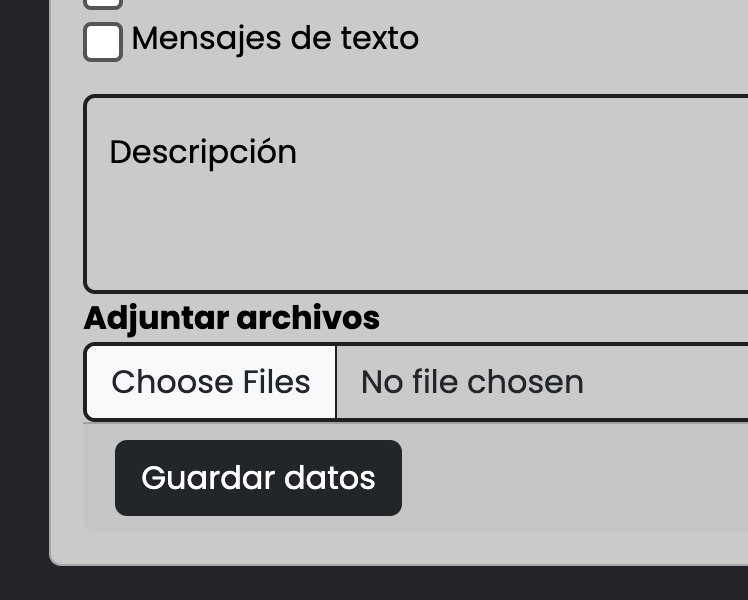 Mensajes de texto
Descripción
Adjuntar archivos
Choose Files No file chosen
Guardar datos